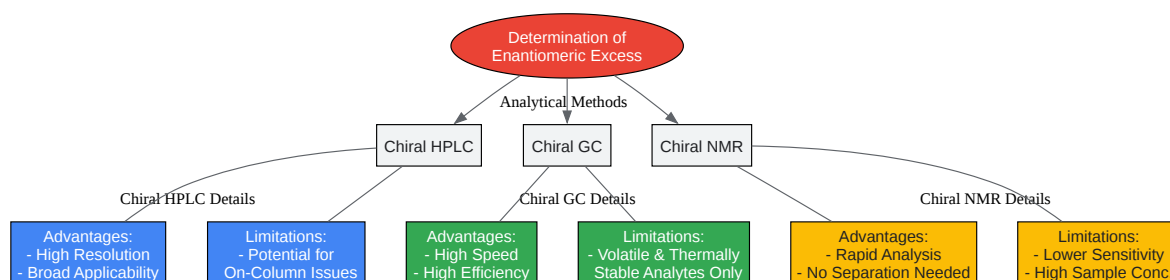 Determination of
Enantiomeric Excess
Analytical Methods
Chiral HPLC
Chiral GC
Chiral NMR
Chiral HPLC Details
Chiral GC Details
Chiral NMR Details
Advantages:
- High Resolution
- Broad Applicability
Limitations:
- Potential for
On-Column Issues
Advantages:
- High Speed
- High Efficiency
Limitations:
- Volatile & Thermally
Stable Analytes Only
Advantages:
- Rapid Analysis
- No Separation Needed
Limitations:
- Lower Sensitivity
- High Sample Conc.